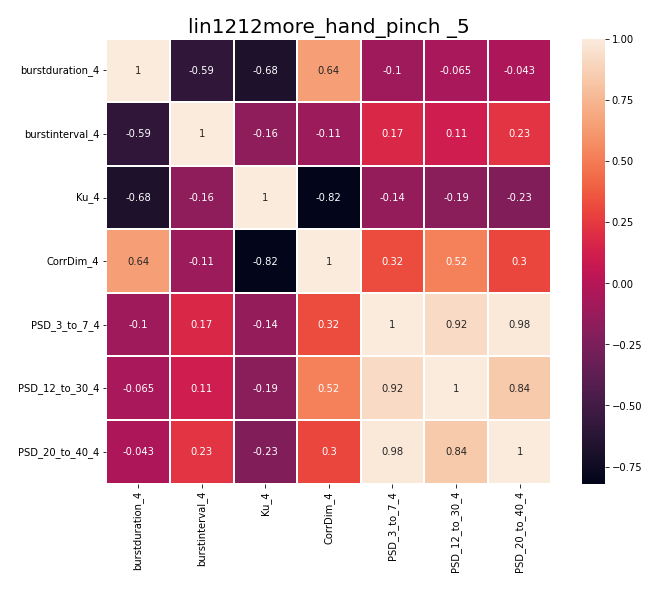 lin1212more_hand_pinch _5
burstduration_4 1 -0.59 -0.68 0.64 -0.1 -0.065 -0.043
burstinterval_4 -0.59 1 -0.16 -0.11 0.17 0.11 0.23
Ku_4 -0.68 -0.16 1 -0.82 -0.14 -0.19 -0.23
CorrDim_4 0.64 -0.11 -0.82 1 0.32 0.52 0.3
PSD_3_to_7_4 -0.1 0.17 -0.14 0.32 1 0.92 0.98
PSD_12_to_30_4 -0.065 0.11 -0.19 0.52 0.92 1 0.84
PSD_20_to_40_4 -0.043 0.23 -0.23 0.3 0.98 0.84 1
burstduration_4
burstinterval_4
Ku_4
CorrDim_4
PSD_3_to_7_4
PSD_12_to_30_4
PSD_20_to_40_4
1.00
0.75
0.50
0.25
0.00
−0.25
−0.50
−0.75